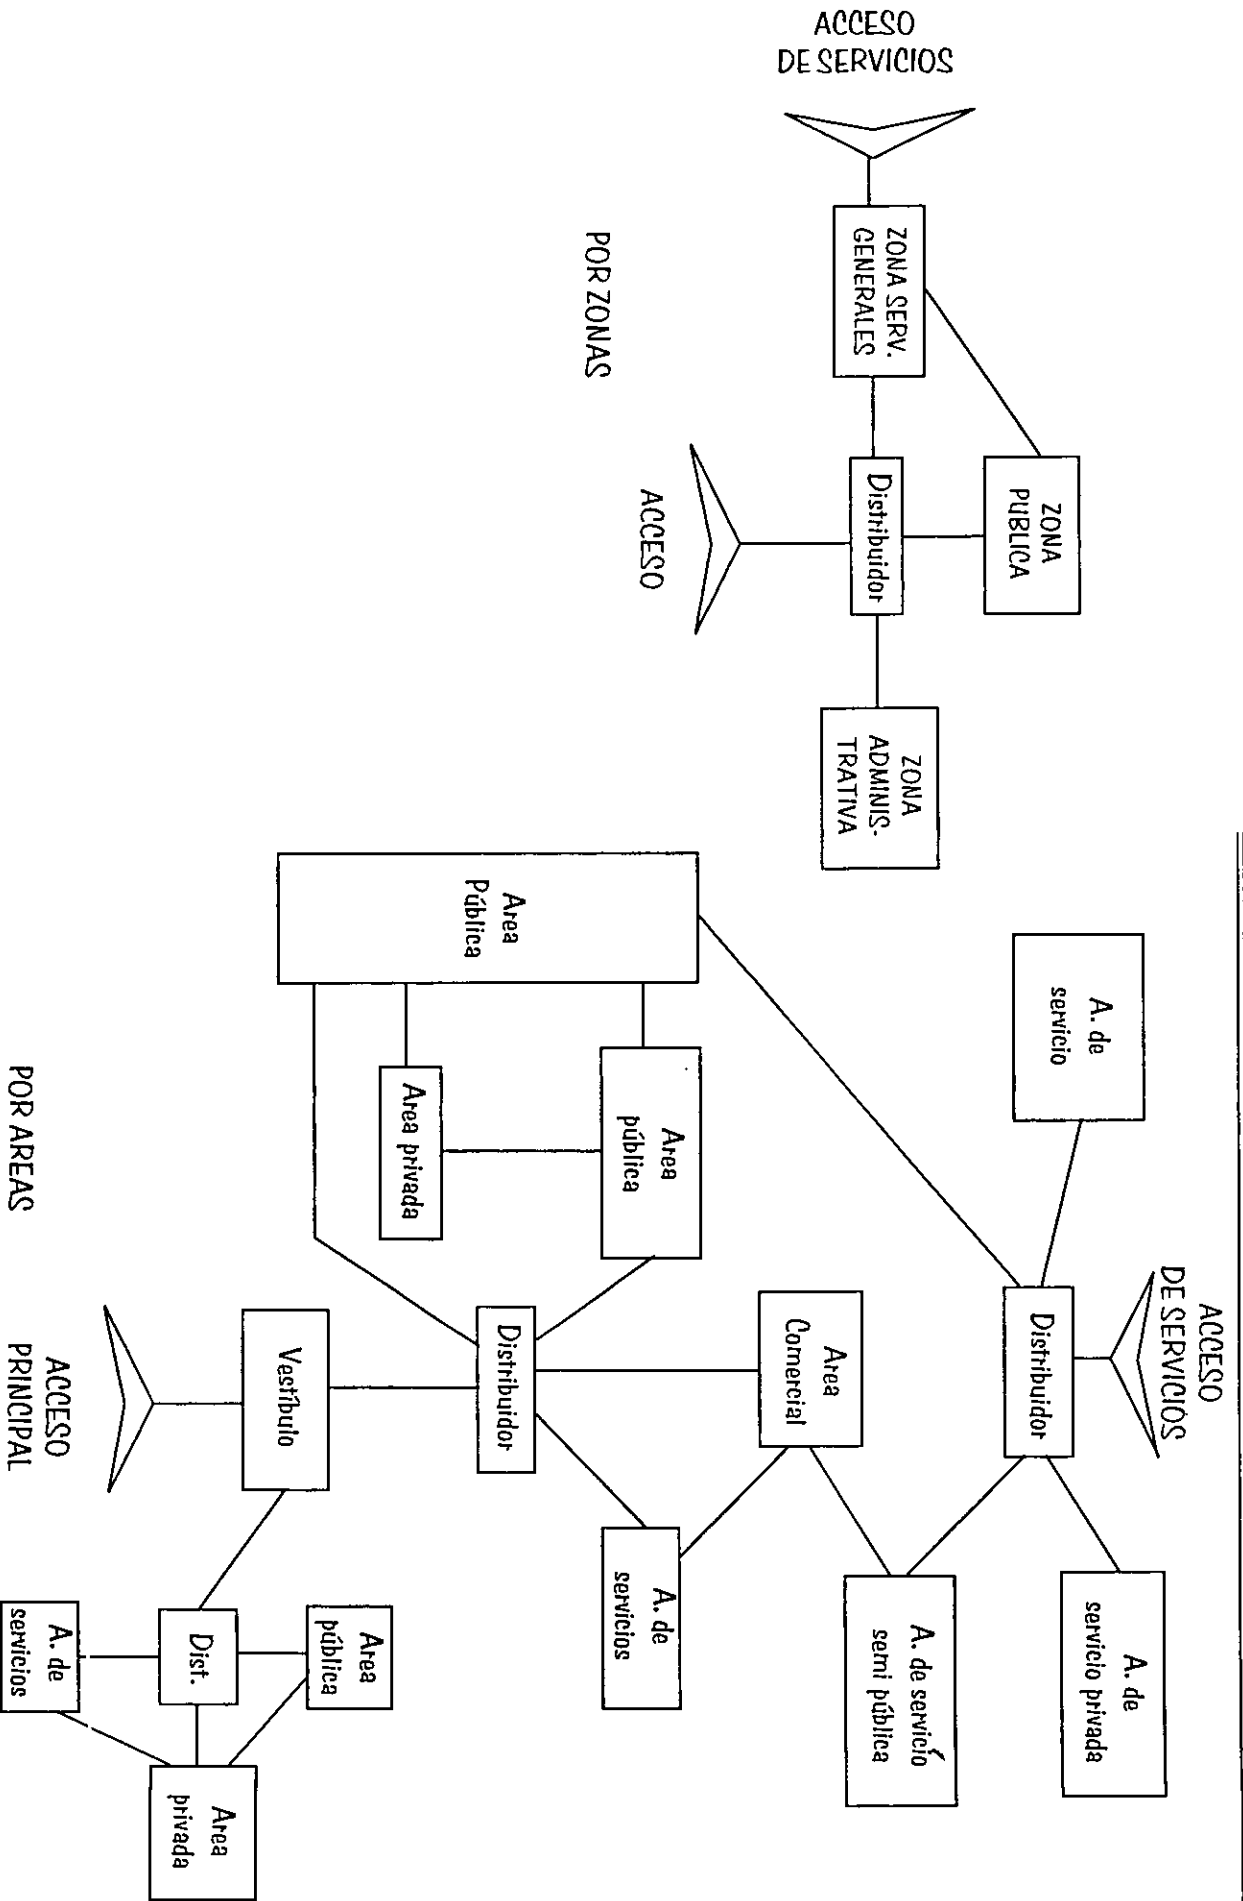 ACCESO
DE SERVICIOS
ZONA SERV.
GENERALES
ZONA
PUBLICA
Distribuidor
ACCESO
ZONA
ADMINIS-
TRATIVA
POR ZONAS
A. de
servicio
ACCESO
DE SERVICIOS
Distribuidor
A. de
servicio privada
A. de servicio
semi pública
Area
Comercial
A. de
servicios
Area
Pública
Area
pública
Area privada
Distribuidor
Vestíbulo
ACCESO
PRINCIPAL
Area
pública
Dist.
A. de
servicios
Area
privada
POR AREAS